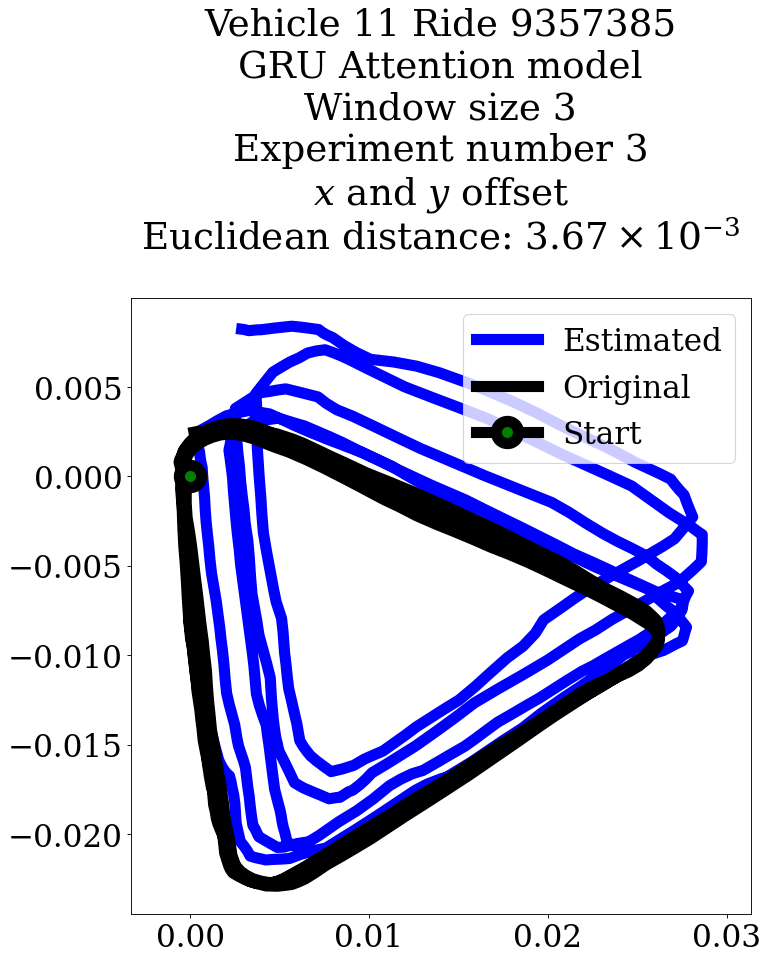 Vehicle 11 Ride 9357385
GRU Attention model
Window size 3
Experiment number 3
x and y offset
Euclidean distance: 3.67 × 10⁻³
Estimated
Original
Start
0.005
0.000
−0.005
−0.010
−0.015
−0.020
0.00 0.01 0.02 0.03